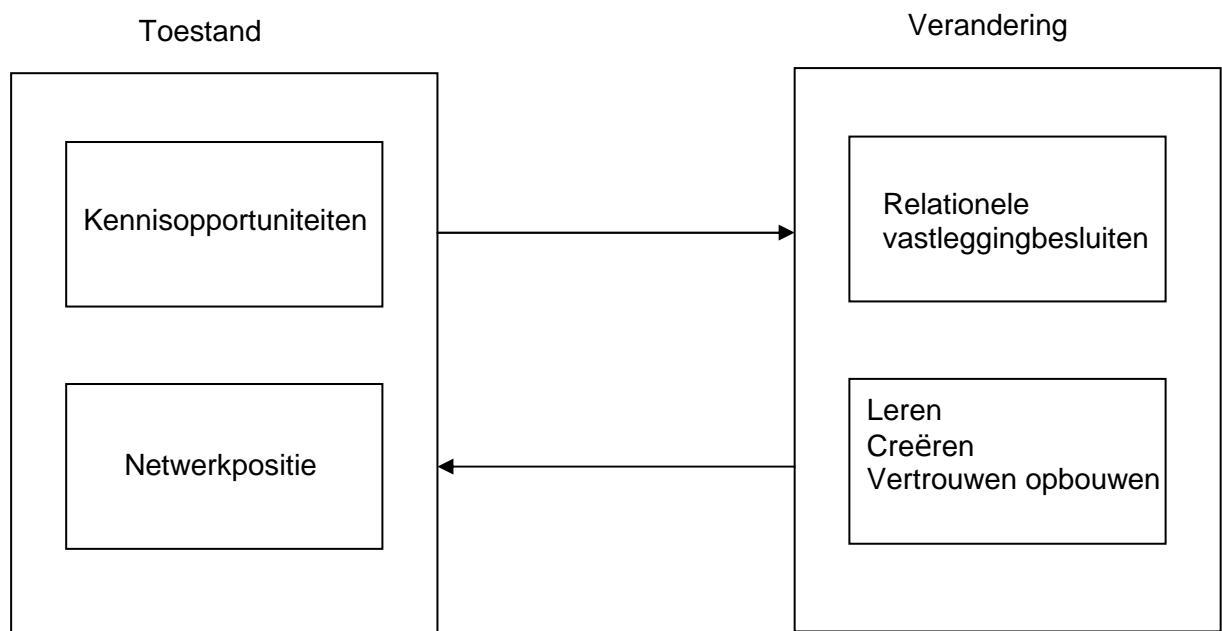 Toestand
Verandering
Kennisopportuniteiten
Relationele
vastleggingbesluiten
Netwerkpositie
Leren
Creëren
Vertrouwen opbouwen